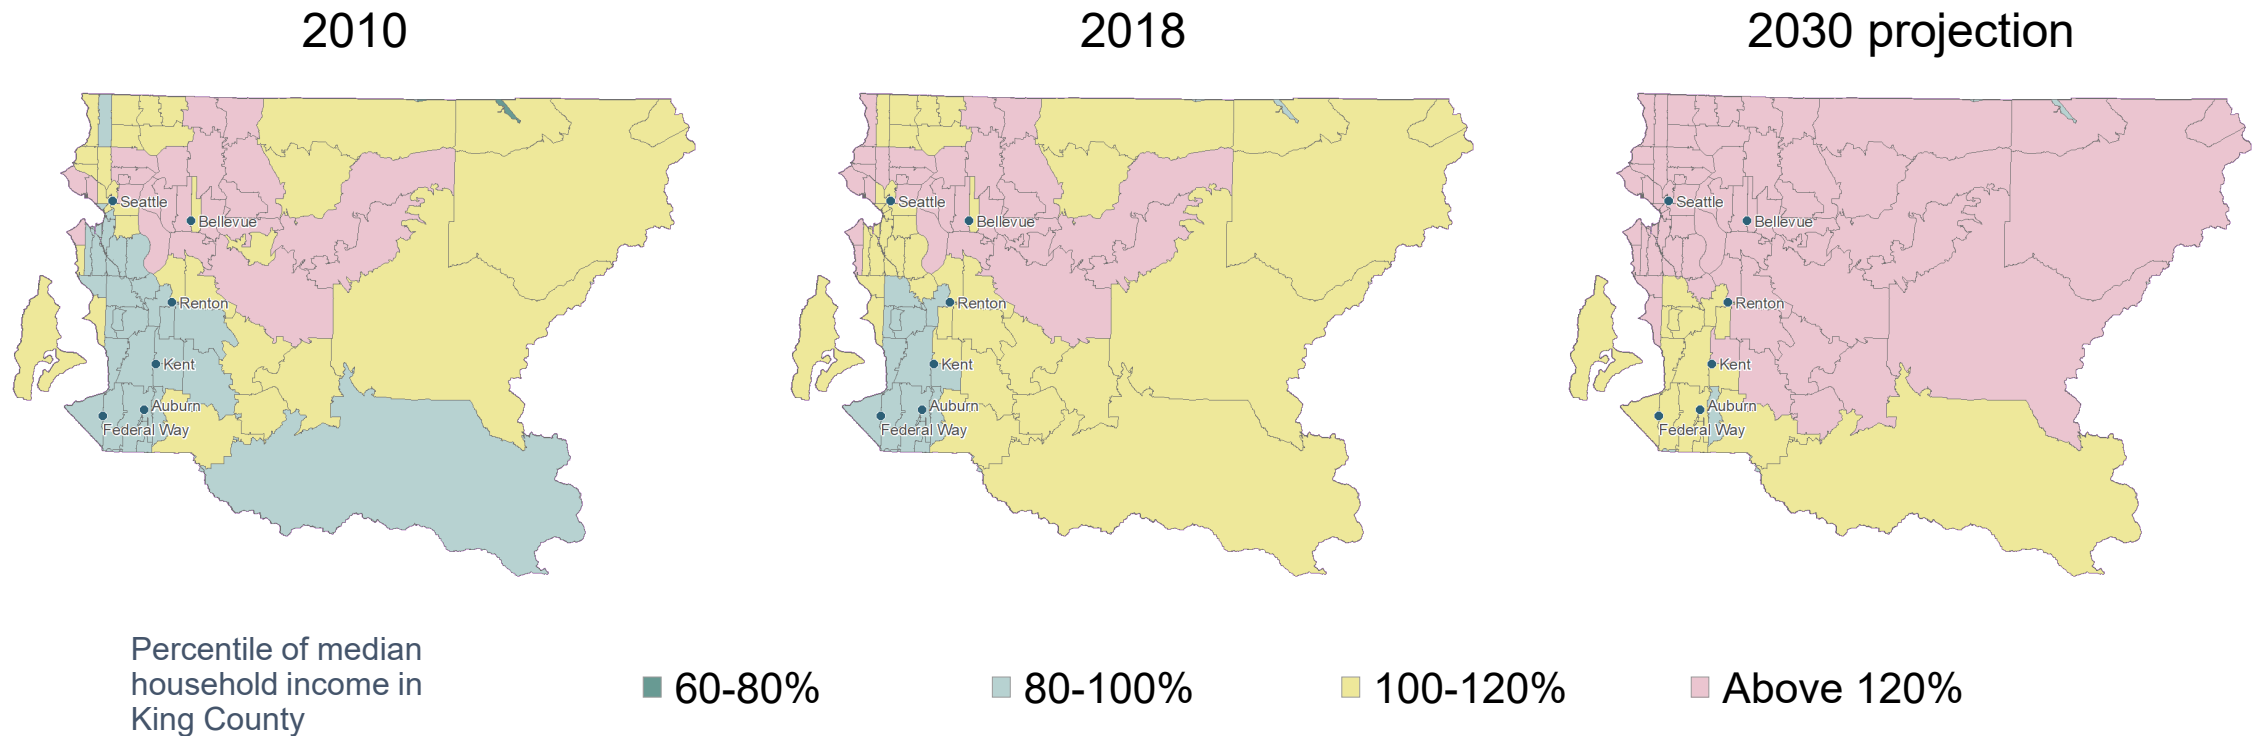 2010
2018
2030 projection
Seattle
Bellevue
Renton
Kent
Auburn
Federal Way
Seattle
Bellevue
Renton
Kent
Auburn
Federal Way
Seattle
Bellevue
Renton
Kent
Auburn
Federal Way
Percentile of median
household income in
King County
60-80%
80-100%
100-120%
Above 120%